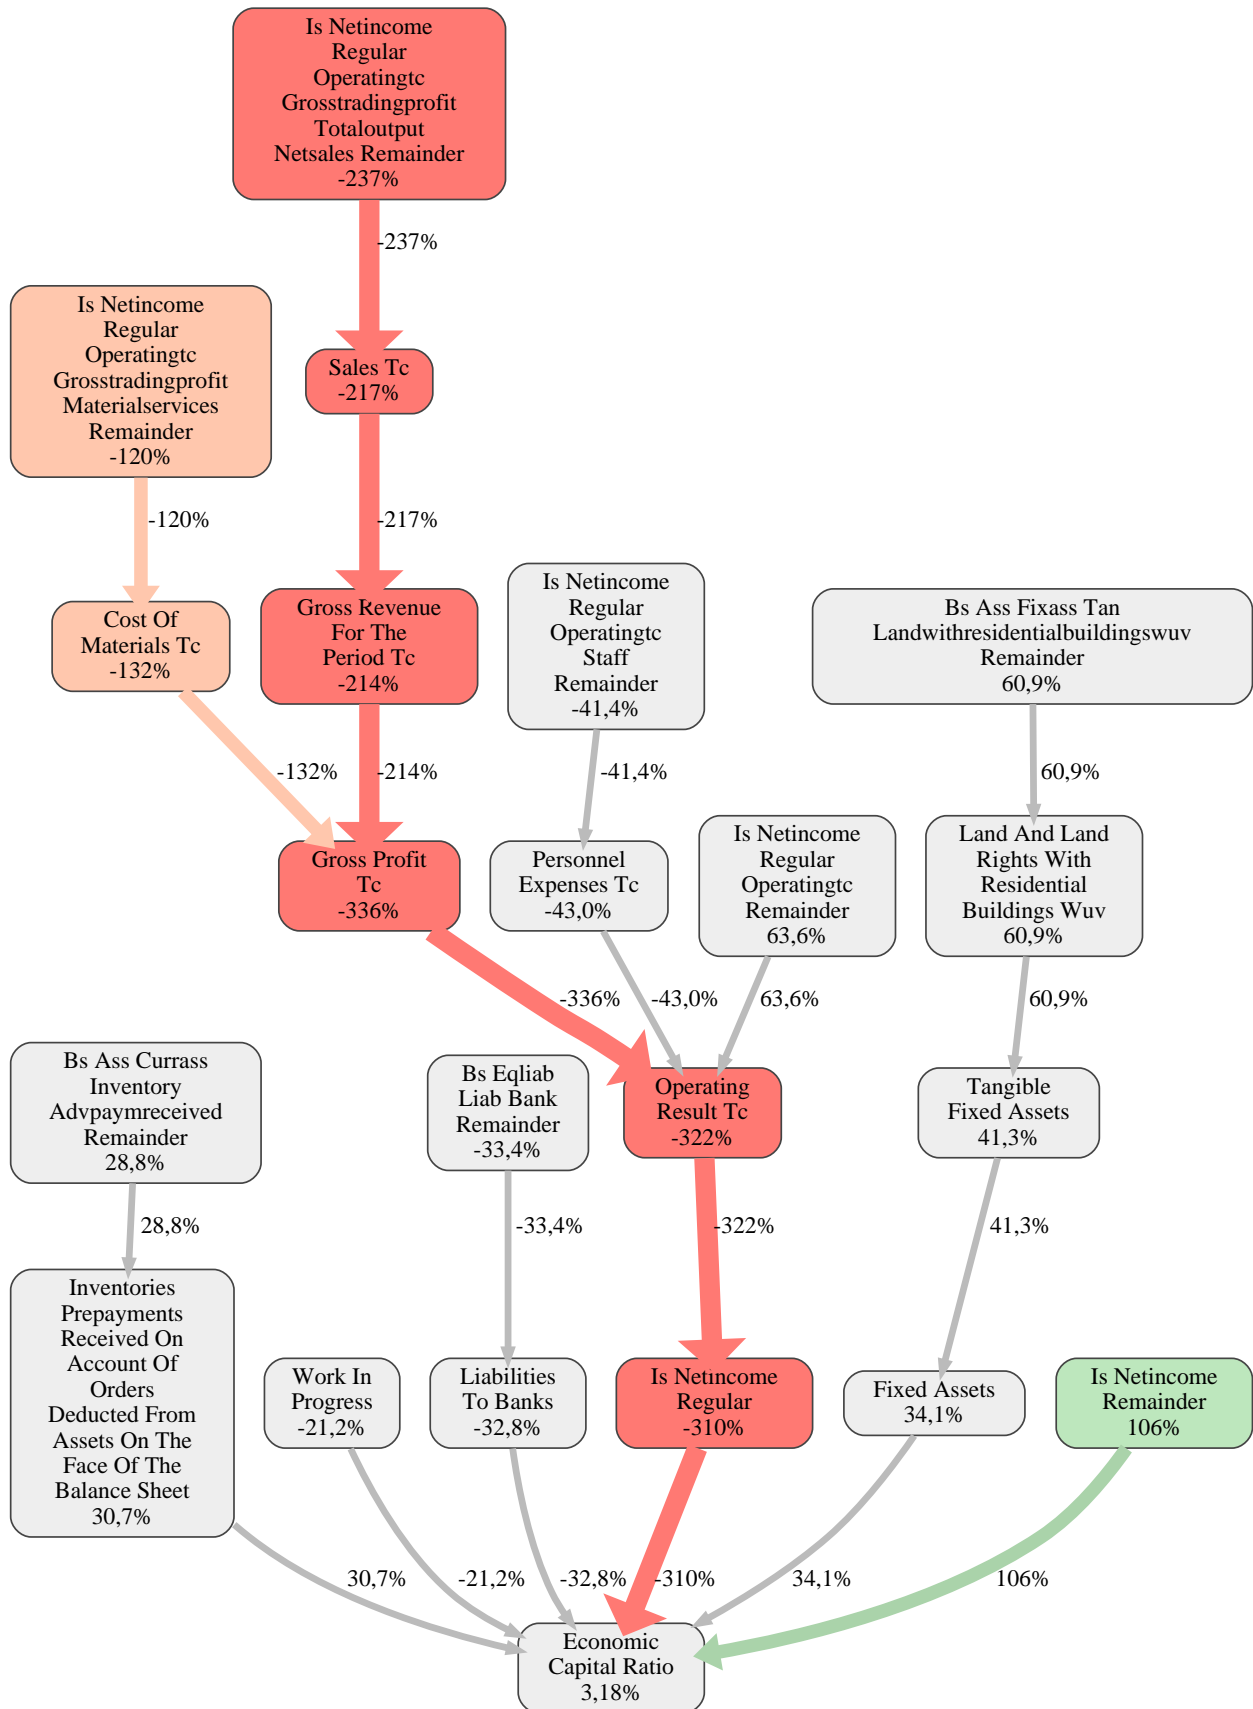 Is Netincome
Regular
Operatingtc
Grosstradingprofit
Totaloutput
Netsales Remainder
-237%
-237%
Is Netincome
Regular
Operatingtc
Grosstradingprofit
Materialservices
Remainder
-120%
Sales Tc
-217%
-120%
-217%
Cost Of
Materials Tc
-132%
Gross Revenue
For The
Period Tc
-214%
Is Netincome
Regular
Operatingtc
Staff
Remainder
-41,4%
Bs Ass Fixass Tan
Landwithresidentialbuildingswuv
Remainder
60,9%
-132%
-214%
-41,4%
60,9%
Gross Profit
Tc
-336%
Personnel
Expenses Tc
-43,0%
Is Netincome
Regular
Operatingtc
Remainder
63,6%
Land And Land
Rights With
Residential
Buildings Wuv
60,9%
-336%
-43,0%
63,6%
60,9%
Bs Ass Currass
Inventory
Advpaymreceived
Remainder
28,8%
Bs Eqliab
Liab Bank
Remainder
-33,4%
Operating
Result Tc
-322%
Tangible
Fixed Assets
41,3%
28,8%
-33,4%
-322%
41,3%
Inventories
Prepayments
Received On
Account Of
Orders
Deducted From
Assets On The
Face Of The
Balance Sheet
30,7%
Work In
Progress
-21,2%
Liabilities
To Banks
-32,8%
Is Netincome
Regular
-310%
Fixed Assets
34,1%
Is Netincome
Remainder
106%
30,7%
-21,2%
-32,8%
-310%
34,1%
106%
Economic
Capital Ratio
3,18%